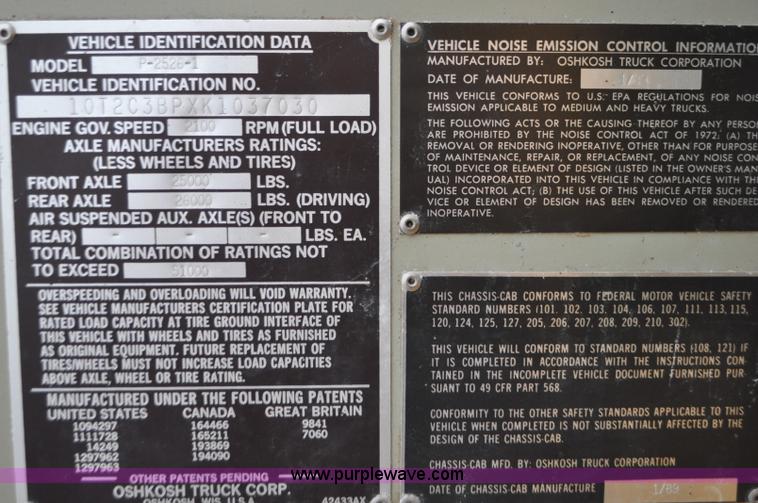 VEHICLE IDENTIFICATION DATA
MODEL P-2526-1
VEHICLE IDENTIFICATION NO.
10T2C3BPXK1037030
ENGINE GOV. SPEED 2100 RPM (FULL LOAD)
AXLE MANUFACTURERS RATINGS:
(LESS WHEELS AND TIRES)
FRONT AXLE 25000 LBS.
REAR AXLE 26000 LBS. (DRIVING)
AIR SUSPENDED AUX. AXLE(S) (FRONT TO
REAR) - - - LBS. EA.
TOTAL COMBINATION OF RATINGS NOT
TO EXCEED 51000
OVERSPEEDING AND OVERLOADING WILL VOID WARRANTY.
SEE VEHICLE MANUFACTURERS CERTIFICATION PLATE FOR
RATED LOAD CAPACITY AT TIRE GROUND INTERFACE OF
THIS VEHICLE WITH WHEELS AND TIRES AS FURNISHED
AS ORIGINAL EQUIPMENT. FUTURE REPLACEMENT OF
TIRES/WHEELS MUST NOT INCREASE LOAD CAPACITIES
ABOVE AXLE, WHEEL OR TIRE RATING.
MANUFACTURED UNDER THE FOLLOWING PATENTS
UNITED STATES CANADA GREAT BRITAIN
1094297 164466 9841
1111728 165211 7060
14249 193869
1297962 194090
1297963
OTHER PATENTS PENDING
OSHKOSH TRUCK CORP.
OSHKOSH, WIS. U.S.A. 42433AX
VEHICLE NOISE EMISSION CONTROL INFORMATIO
MANUFACTURED BY: OSHKOSH TRUCK CORPORATION
DATE OF MANUFACTURE:
THIS VEHICLE CONFORMS TO U.S. EPA REGULATIONS FOR NOIS
EMISSION APPLICABLE TO MEDIUM AND HEAVY TRUCKS.
THE FOLLOWING ACTS OR THE CAUSING THEREOF BY ANY PERSO
ARE PROHIBITED BY THE NOISE CONTROL ACT OF 1972: (A) TH
REMOVAL OR RENDERING INOPERATIVE, OTHER THAN FOR PURPOSE
OF MAINTENANCE, REPAIR, OR REPLACEMENT, OF ANY NOISE CON
TROL DEVICE OR ELEMENT OF DESIGN (LISTED IN THE OWNER'S MAN
UAL) INCORPORATED INTO THIS VEHICLE IN COMPLIANCE WITH THE
NOISE CONTROL ACT; (B) THE USE OF THIS VEHICLE AFTER SUCH DE
VICE OR ELEMENT OF DESIGN HAS BEEN REMOVED OR RENDERED
INOPERATIVE.
THIS CHASSIS-CAB CONFORMS TO FEDERAL MOTOR VEHICLE SAFETY
STANDARD NUMBERS (101, 102, 103, 104, 106, 107, 111, 113, 115,
120, 124, 125, 127, 205, 206, 207, 208, 209, 210, 302).
THIS VEHICLE WILL CONFORM TO STANDARD NUMBERS (108, 121) IF
IT IS COMPLETED IN ACCORDANCE WITH THE INSTRUCTIONS CON-
TAINED IN THE INCOMPLETE VEHICLE DOCUMENT FURNISHED PUR-
SUANT TO 49 CFR PART 568.
CONFORMITY TO THE OTHER SAFETY STANDARDS APPLICABLE TO THIS
VEHICLE WHEN COMPLETED IS NOT SUBSTANTIALLY AFFECTED BY THE
DESIGN OF THE CHASSIS-CAB.
CHASSIS-CAB MFD. BY: OSHKOSH TRUCK CORPORATION
DATE OF CHASSIS-CAB MANUFACTURE 1/89
www.purplewave.com